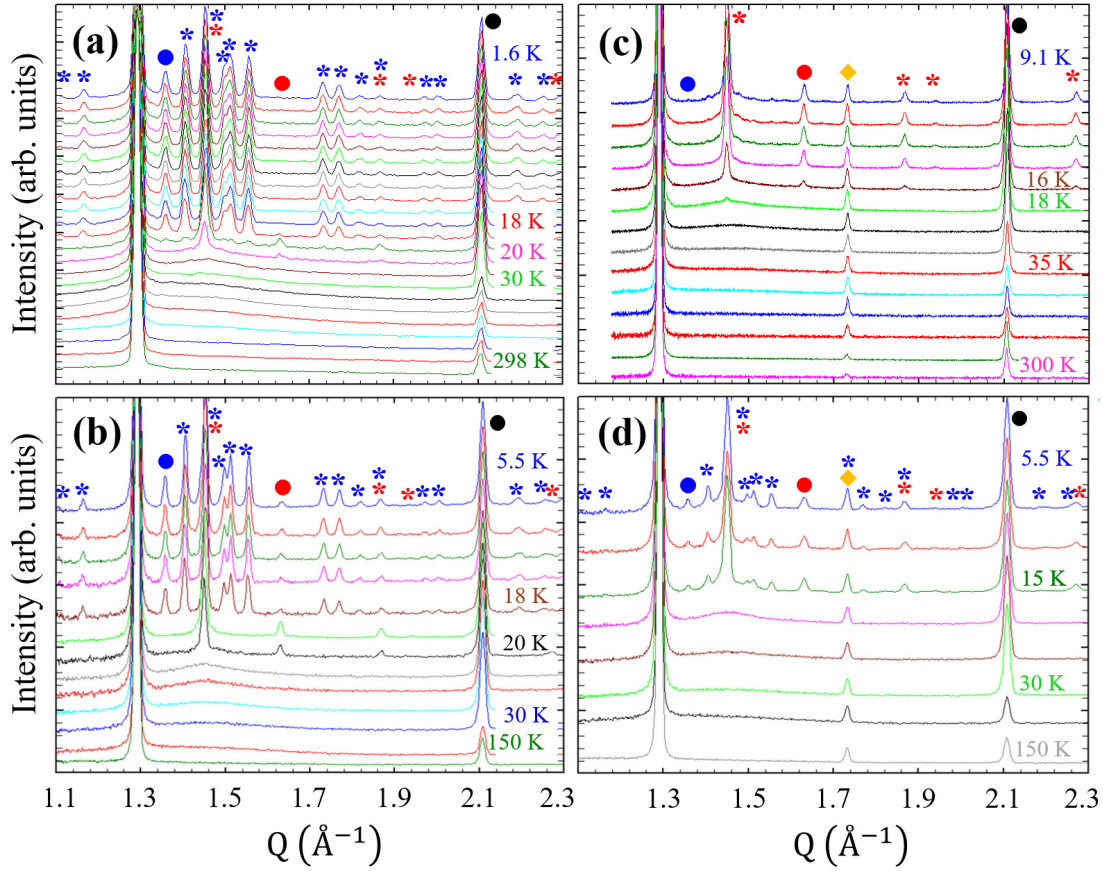 (a)
1.6 K
18 K
20 K
30 K
298 K
(c)
9.1 K
16 K
18 K
35 K
300 K
(b)
5.5 K
18 K
20 K
30 K
150 K
(d)
5.5 K
15 K
30 K
150 K
Intensity (arb. units)
Intensity (arb. units)
1.1 1.3 1.5 1.7 1.9 2.1 2.3
1.3 1.5 1.7 1.9 2.1 2.3
Q (Å⁻¹)
Q (Å⁻¹)